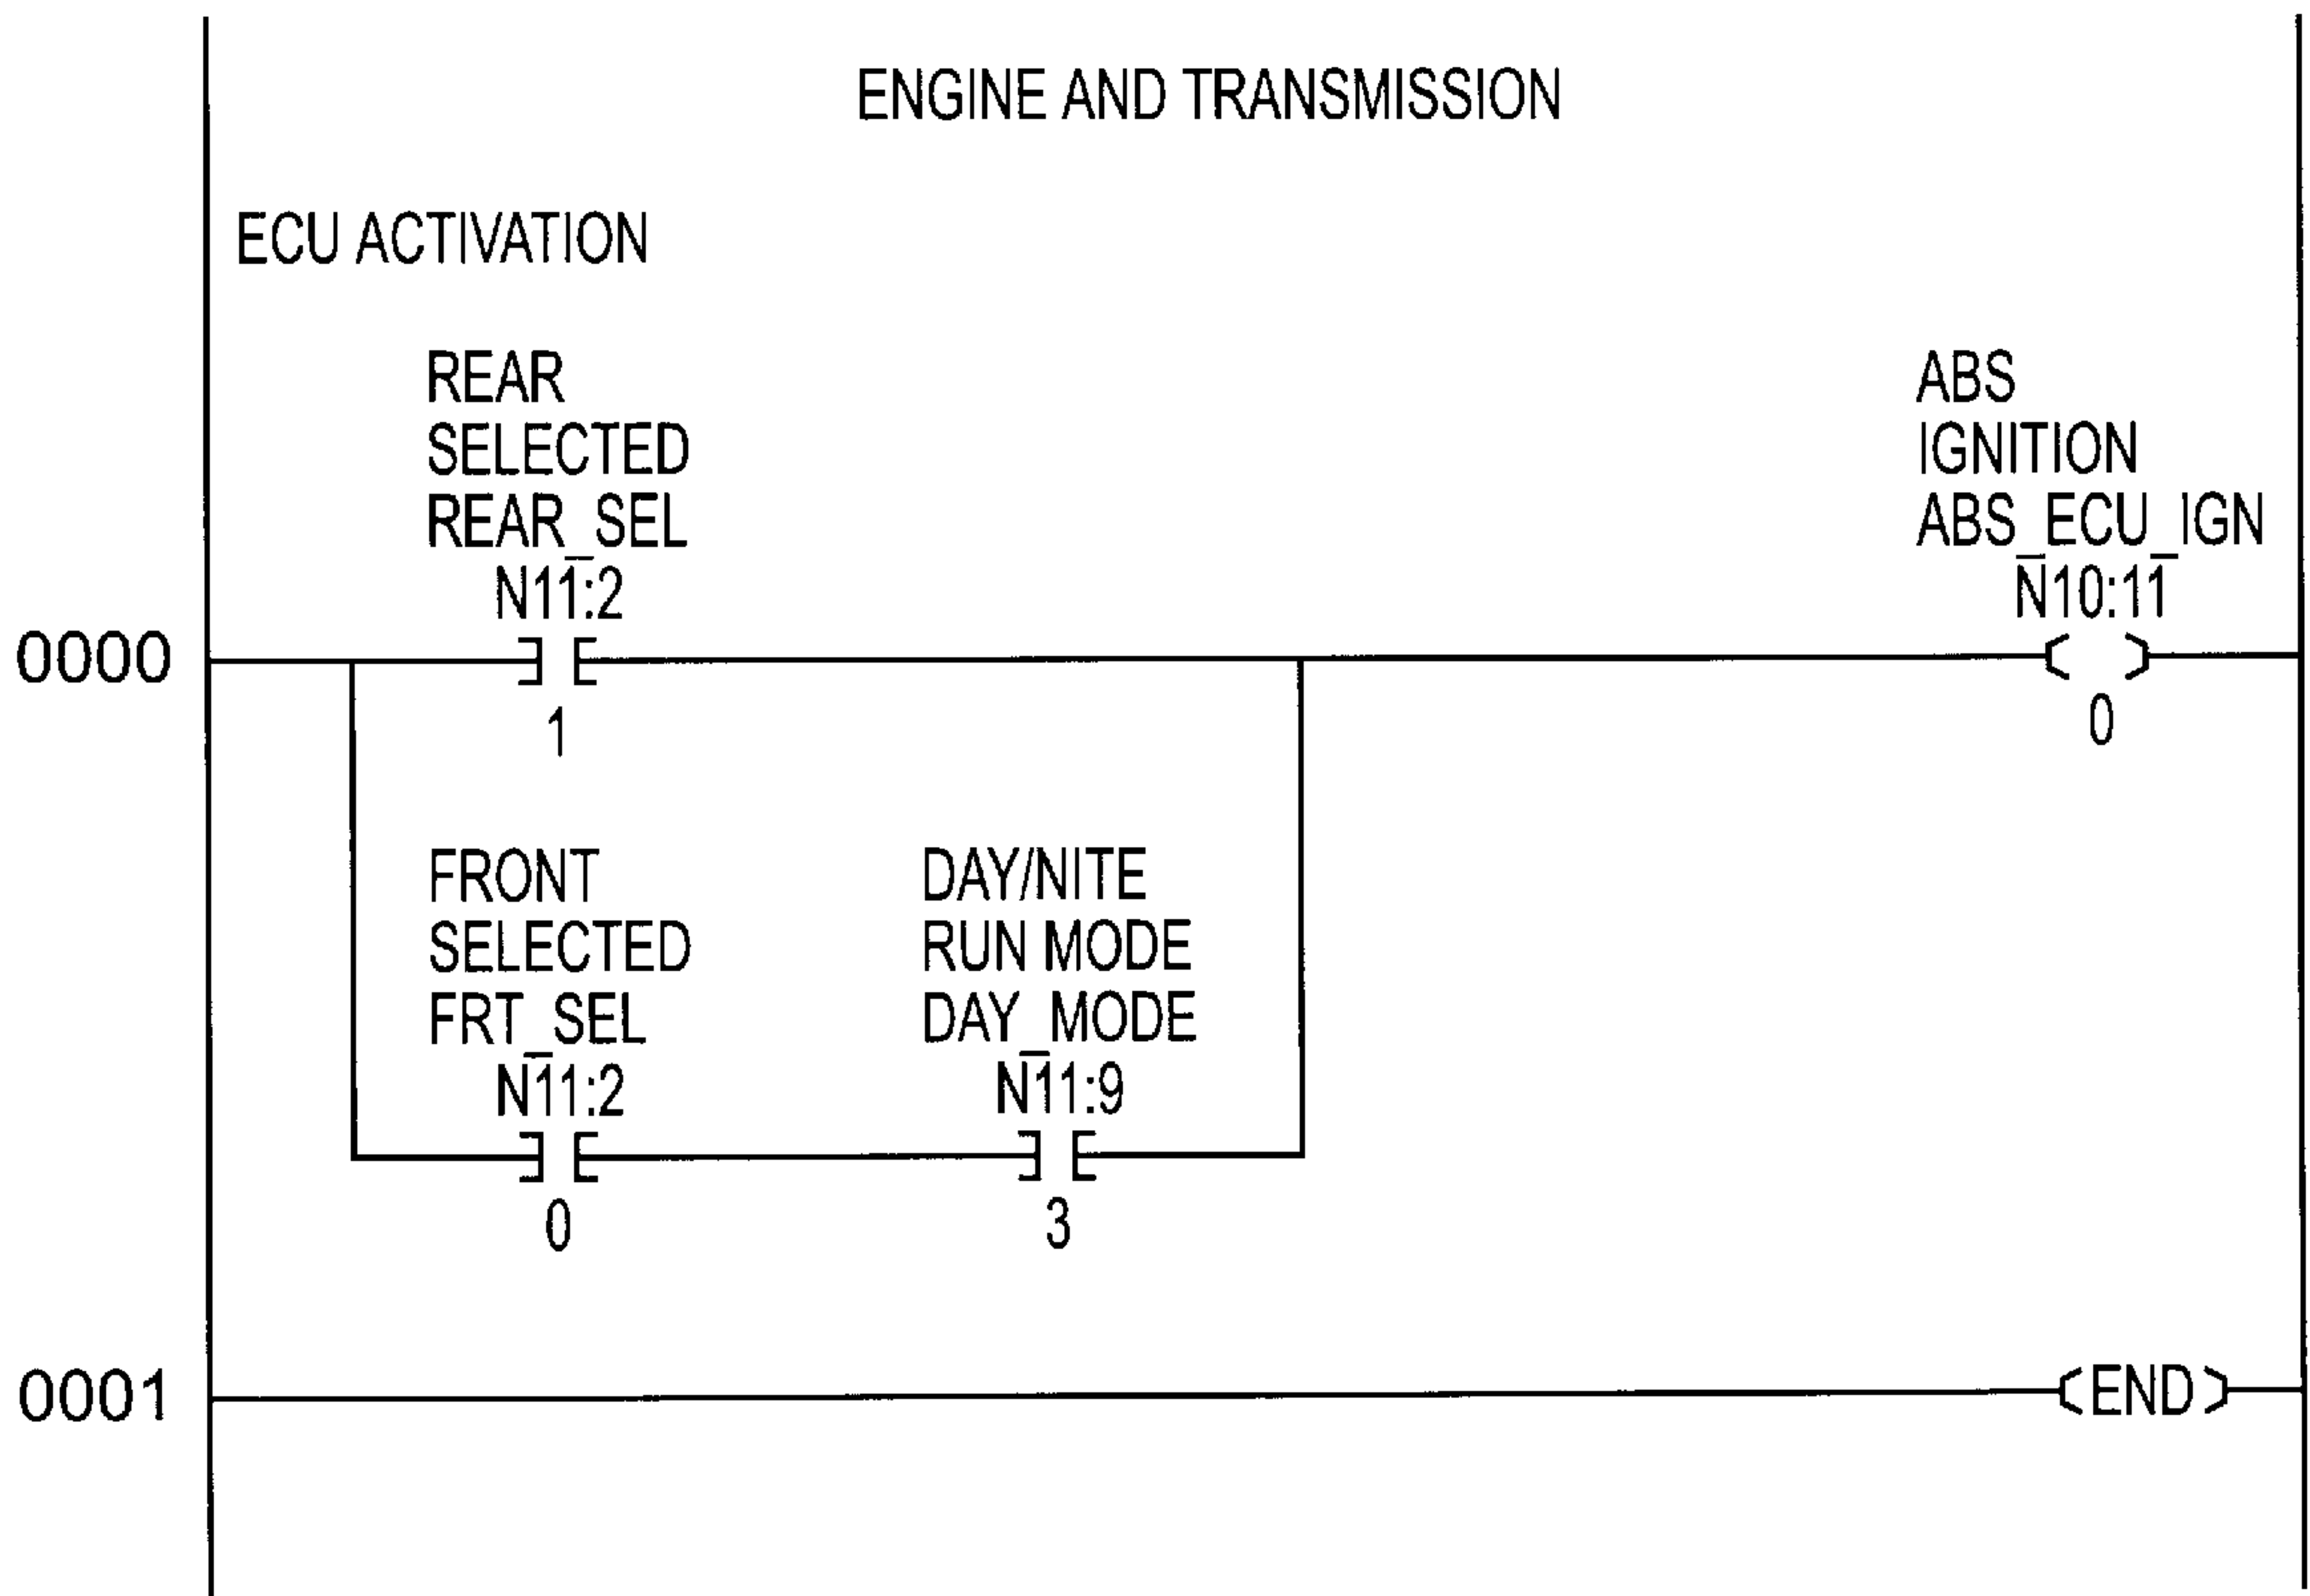 ENGINE AND TRANSMISSION
ECU ACTIVATION
REAR
SELECTED
REAR_SEL
N11:2
1
ABS
IGNITION
ABS_ECU_IGN
N10:11
0
0000
FRONT
SELECTED
FRT_SEL
N11:2
0
DAY/NITE
RUN MODE
DAY_MODE
N11:9
3
0001
END